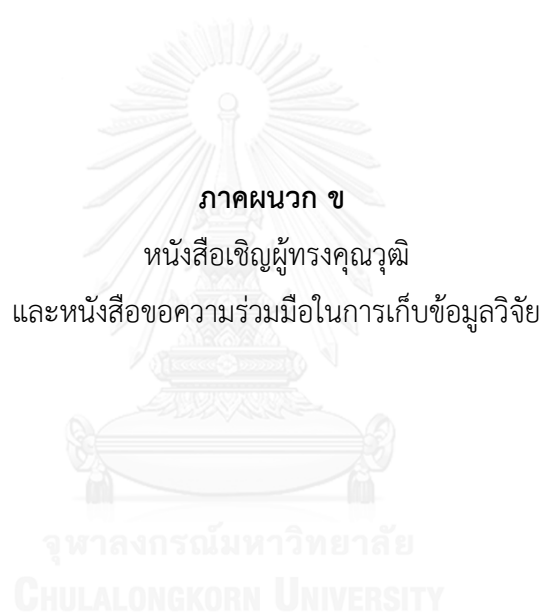 ภาคผนวก ข
หนังสือเชิญผู้ทรงคุณวุฒิ
และหนังสือขอความร่วมมือในการเก็บข้อมูลวิจัย
จุฬาลงกรณ์มหาวิทยาลัย
CHULALONGKORN UNIVERSITY